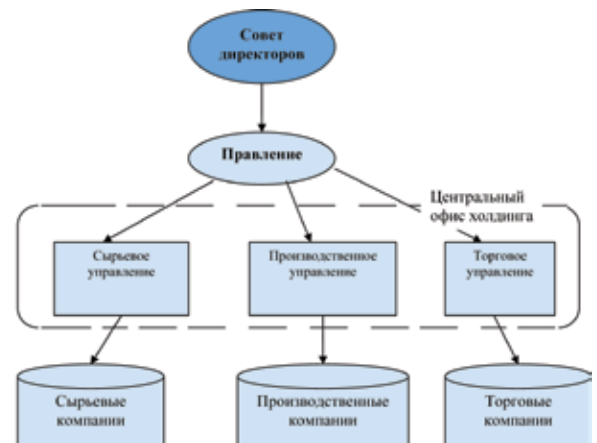 Совет
директоров
Правление
Центральный
офис холдинга
Сырьевое
управление
Производственное
управление
Торговое
управление
Сырьевые
компании
Производственные
компании
Торговые
компании